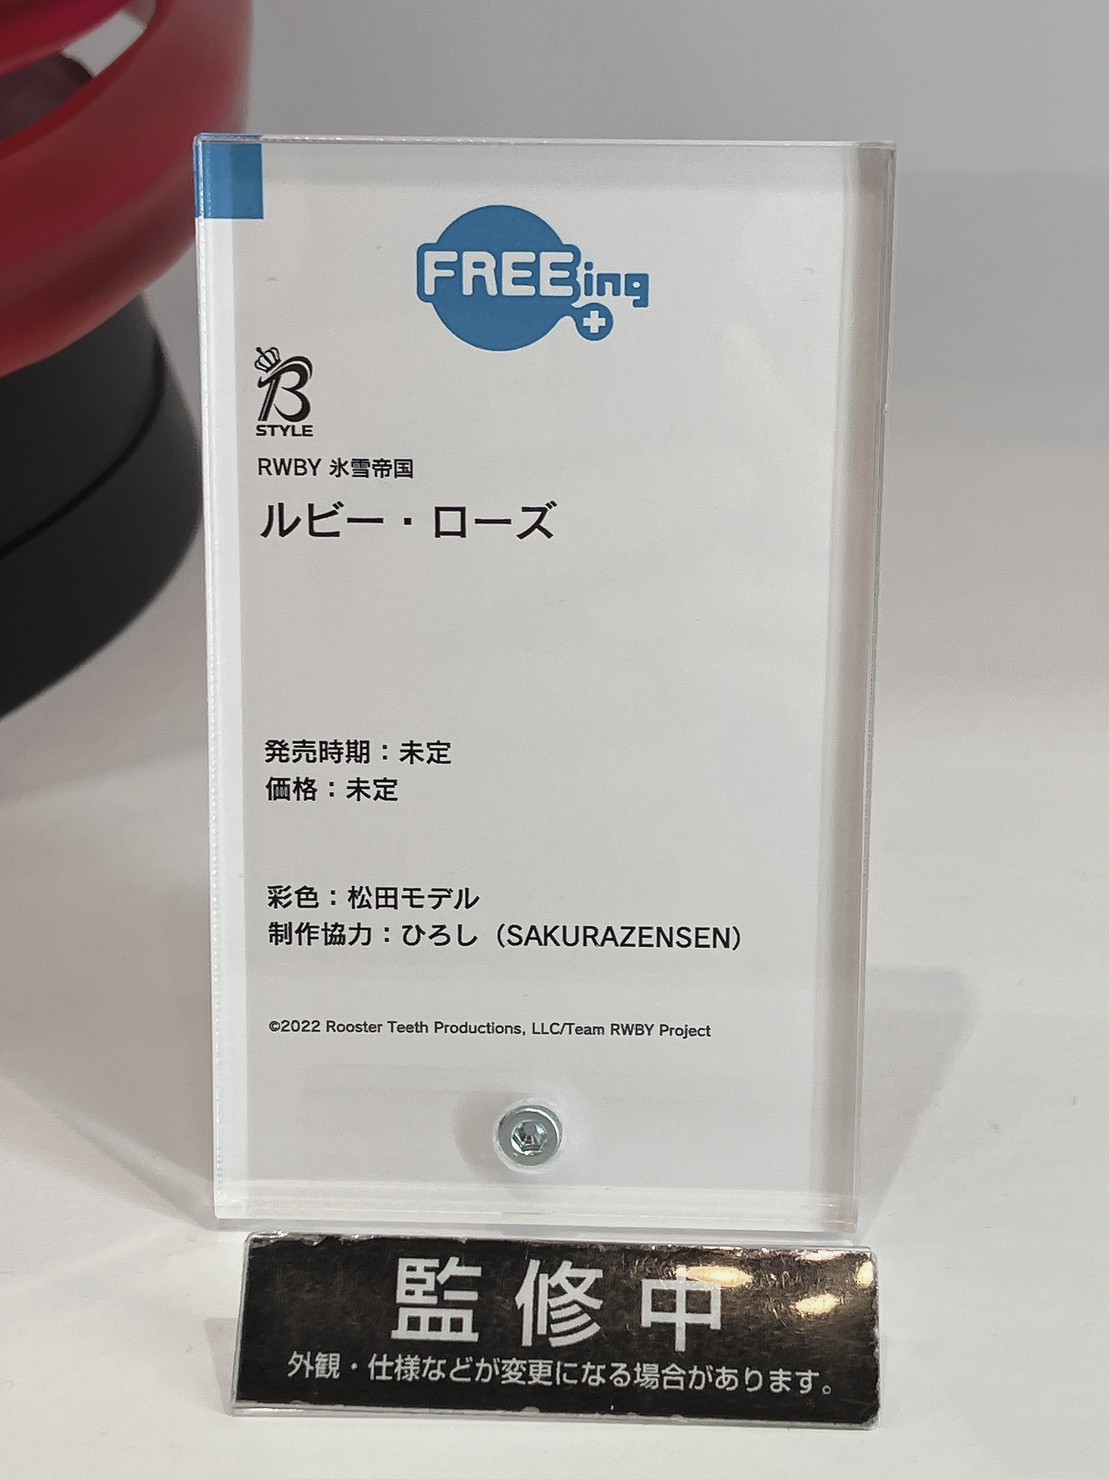 FREEing
B
STYLE
RWBY 氷雪帝国
ルビー・ローズ
発売時期：未定
価格：未定
彩色：松田モデル
制作協力：ひろし（SAKURAZENSEN）
©2022 Rooster Teeth Productions, LLC/Team RWBY Project
監修中
外観・仕様などが変更になる場合があります。